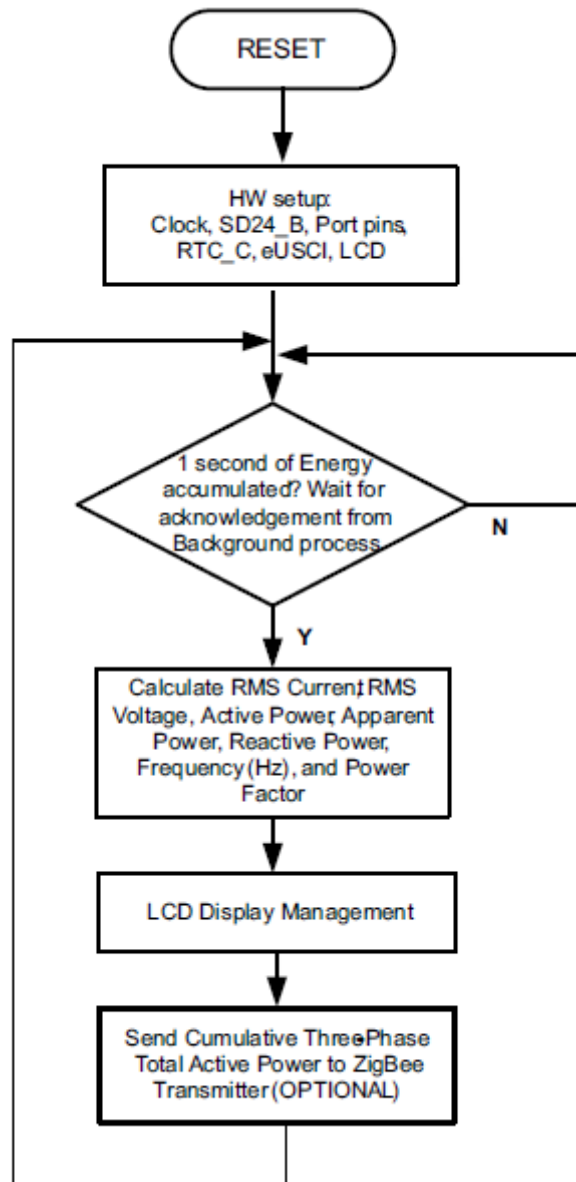 RESET
HW setup:
Clock, SD24_B, Port pins,
RTC_C, eUSCI, LCD
1 second of Energy
accumulated? Wait for
acknowledgement from
Background process
N
Y
Calculate RMS Current, RMS
Voltage, Active Power, Apparent
Power, Reactive Power,
Frequency (Hz), and Power
Factor
LCD Display Management
Send Cumulative Three-Phase
Total Active Power to ZigBee
Transmitter (OPTIONAL)